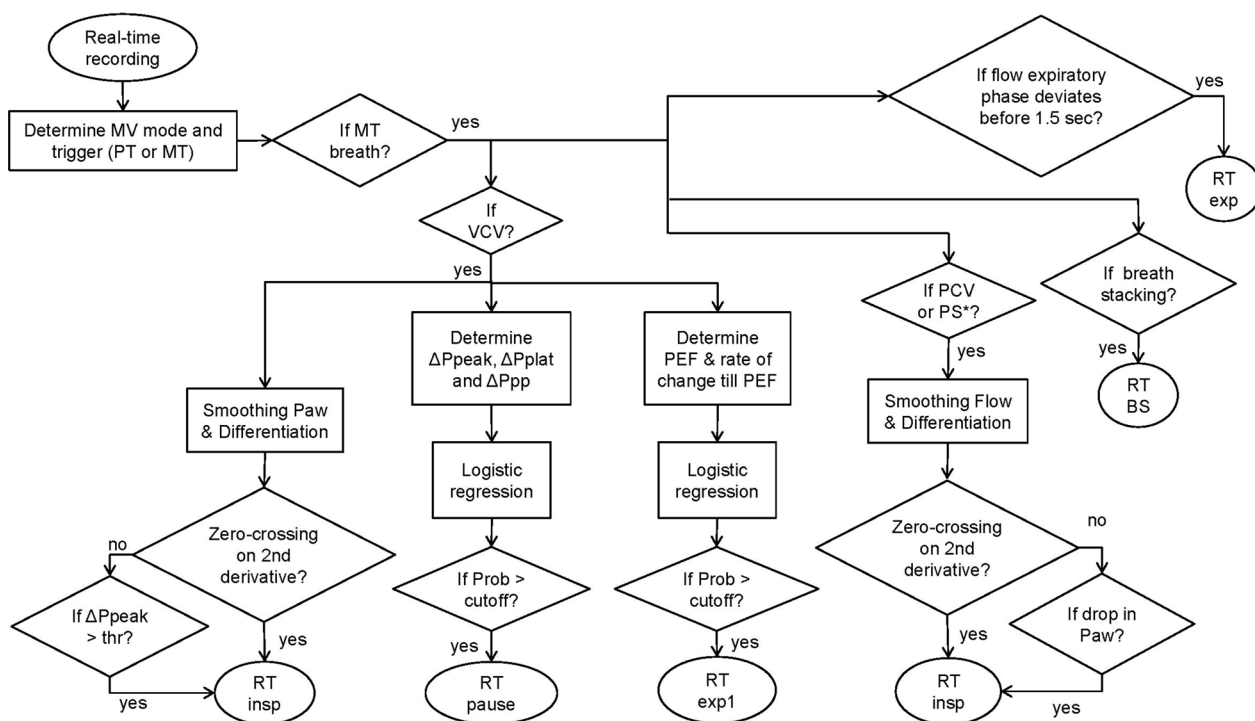 Real-time
recording
Determine MV mode and
trigger (PT or MT)
If MT
breath?
yes
If flow expiratory
phase deviates
before 1.5 sec?
yes
RT
exp
If
VCV?
yes
If PCV
or PS*?
yes
If breath
stacking?
yes
RT
BS
Smoothing Paw
& Differentiation
Determine
ΔPpeak, ΔPplat
and ΔPpp
Determine
PEF & rate of
change till PEF
Smoothing Flow
& Differentiation
Logistic
regression
Logistic
regression
Zero-crossing
on 2nd
derivative?
no
If ΔPpeak
> thr?
yes
yes
RT
insp
If Prob >
cutoff?
yes
RT
pause
If Prob >
cutoff?
yes
RT
exp1
Zero-crossing
on 2nd
derivative?
no
If drop in
Paw?
yes
yes
RT
insp